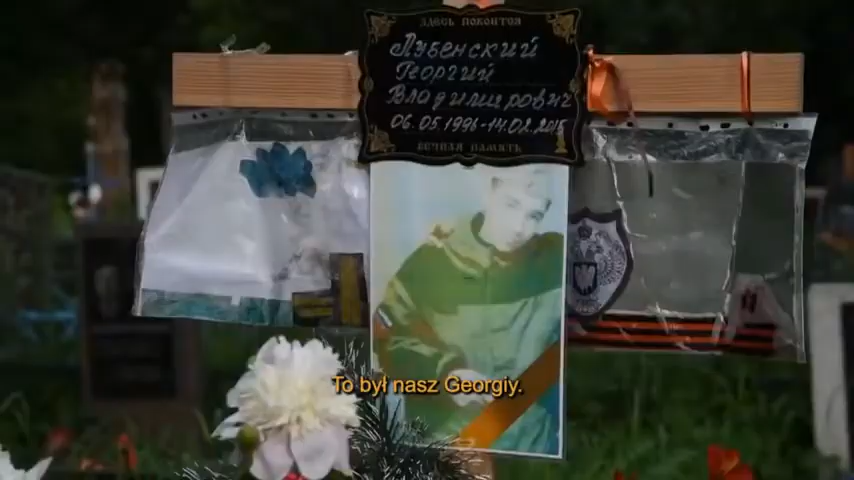 ЗДЕСЬ ПОКОИТСЯ
Лубенский
Георгий
Владимирович
06.05.1996-14.02.2015
ВЕЧНАЯ ПАМЯТЬ
To był nasz Georgiy.